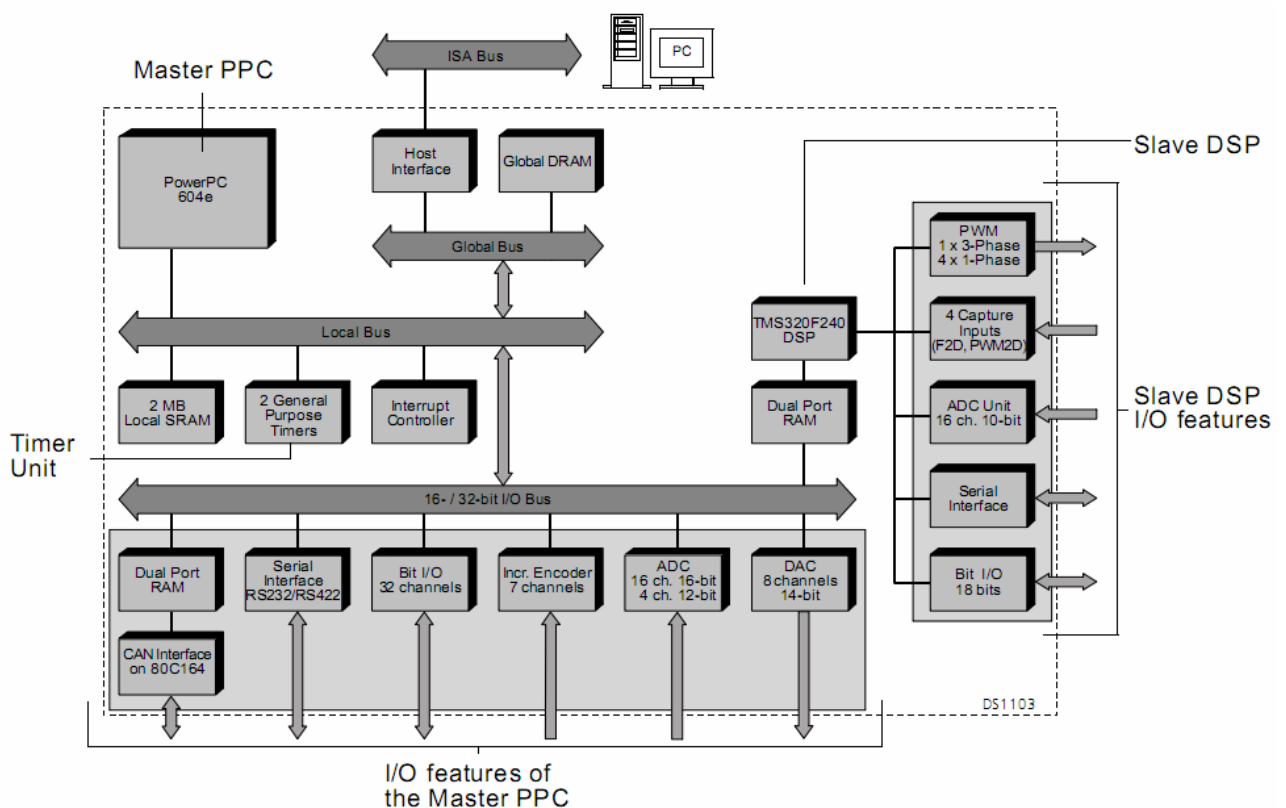 ISA Bus
PC
Master PPC
Slave DSP
PowerPC
604e
Host
Interface
Global DRAM
Global Bus
Local Bus
2 MB
Local SRAM
2 General
Purpose
Timers
Interrupt
Controller
TMS320F240
DSP
Dual Port
RAM
PWM
1 x 3-Phase
4 x 1-Phase
4 Capture
Inputs
(F2D, PWM2D)
ADC Unit
16 ch. 10-bit
Serial
Interface
Bit I/O
18 bits
Slave DSP
I/O features
Timer
Unit
16- / 32-bit I/O Bus
Dual Port
RAM
CAN Interface
on 80C164
Serial
Interface
RS232/RS422
Bit I/O
32 channels
Incr. Encoder
7 channels
ADC
16 ch. 16-bit
4 ch. 12-bit
DAC
8 channels
14-bit
DS1103
I/O features of
the Master PPC